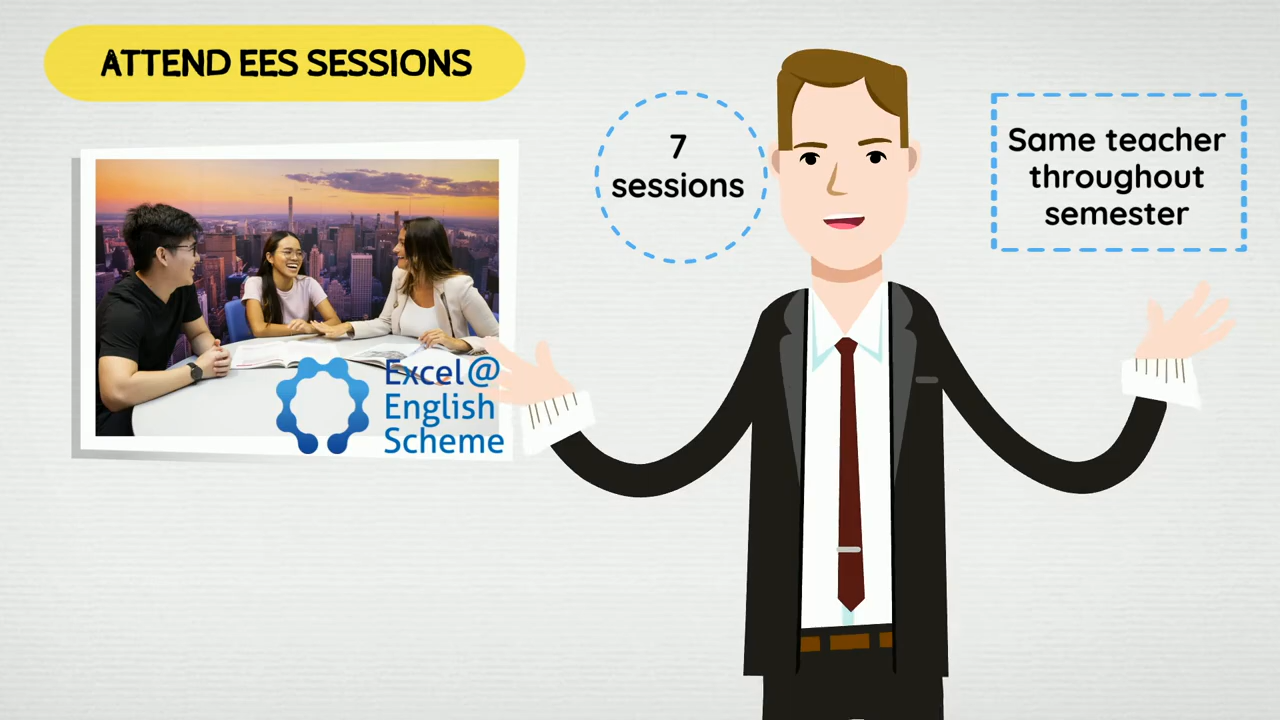 ATTEND EES SESSIONS
7
sessions
Same teacher
throughout
semester
Excel@
English
Scheme